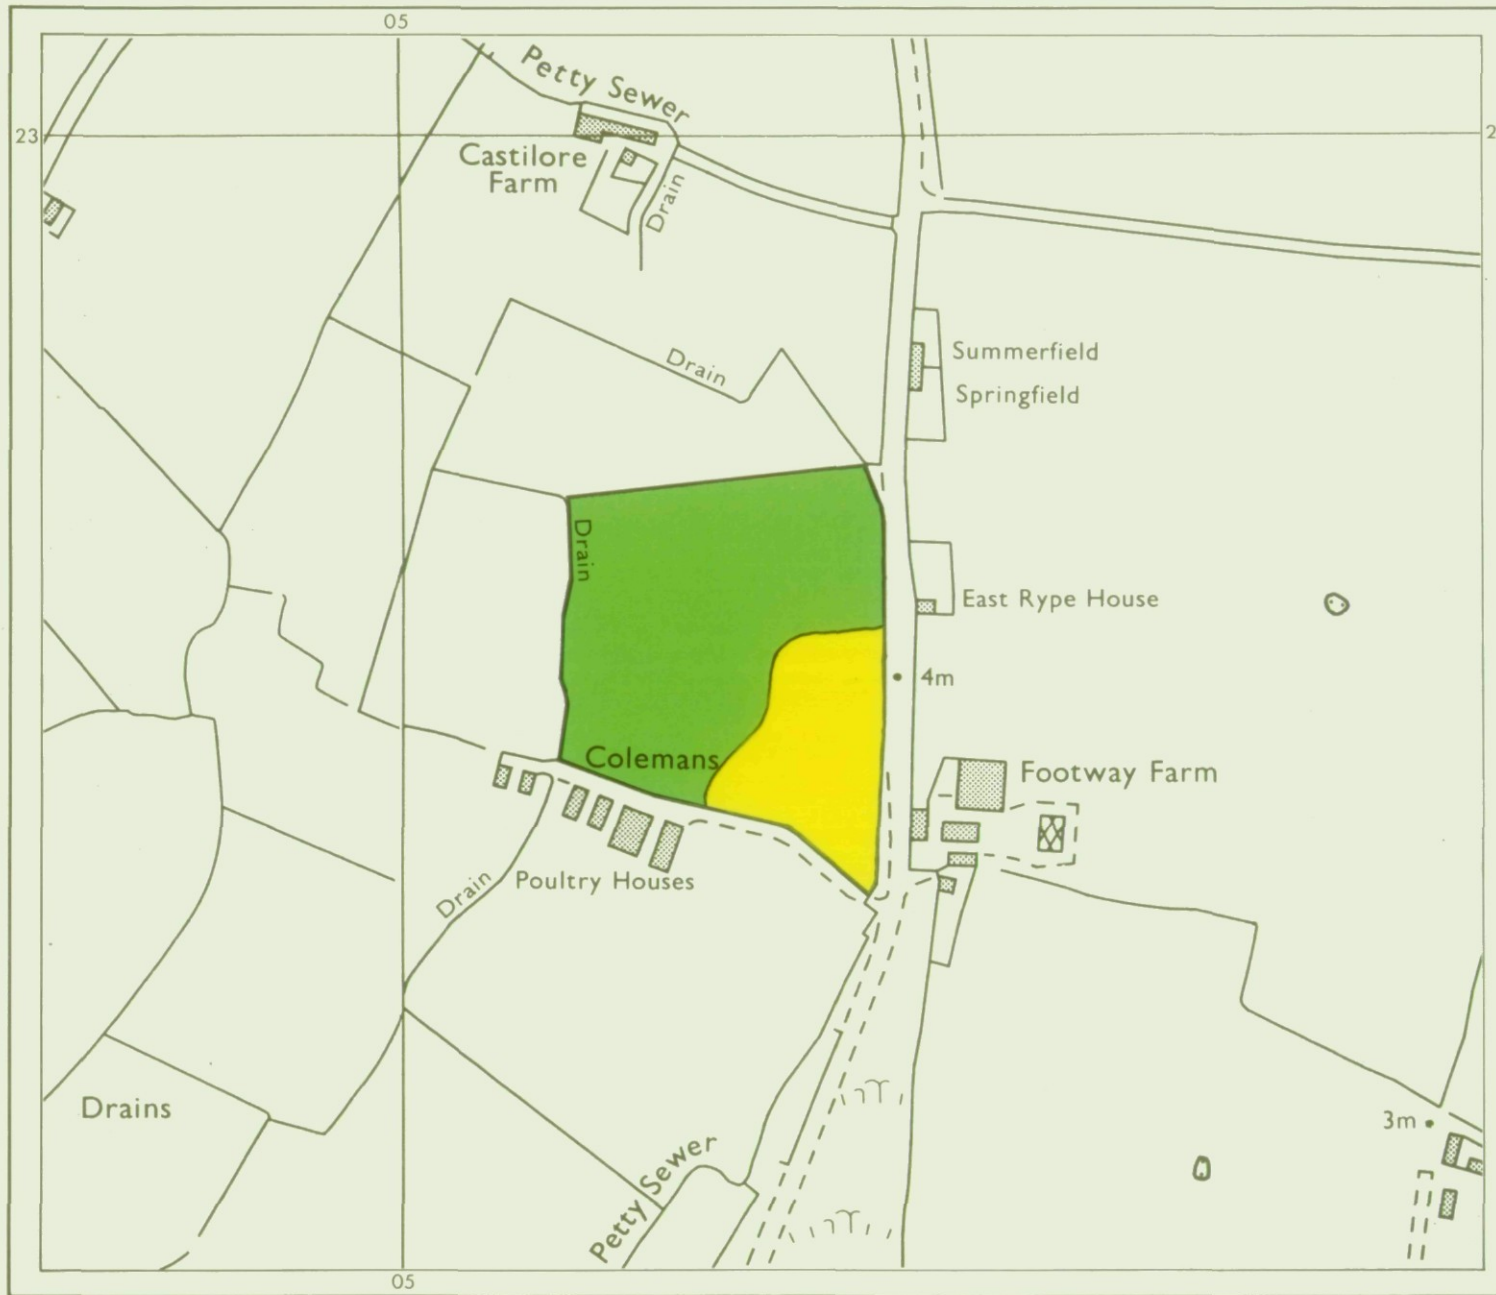 05
Petty Sewer
23
2
Castilore
Farm
Drain
Summerfield
Drain
Springfield
Drain
East Rype House
4m
Colemans
Footway Farm
Poultry Houses
Drain
Drains
3m
Petty Sewer
05